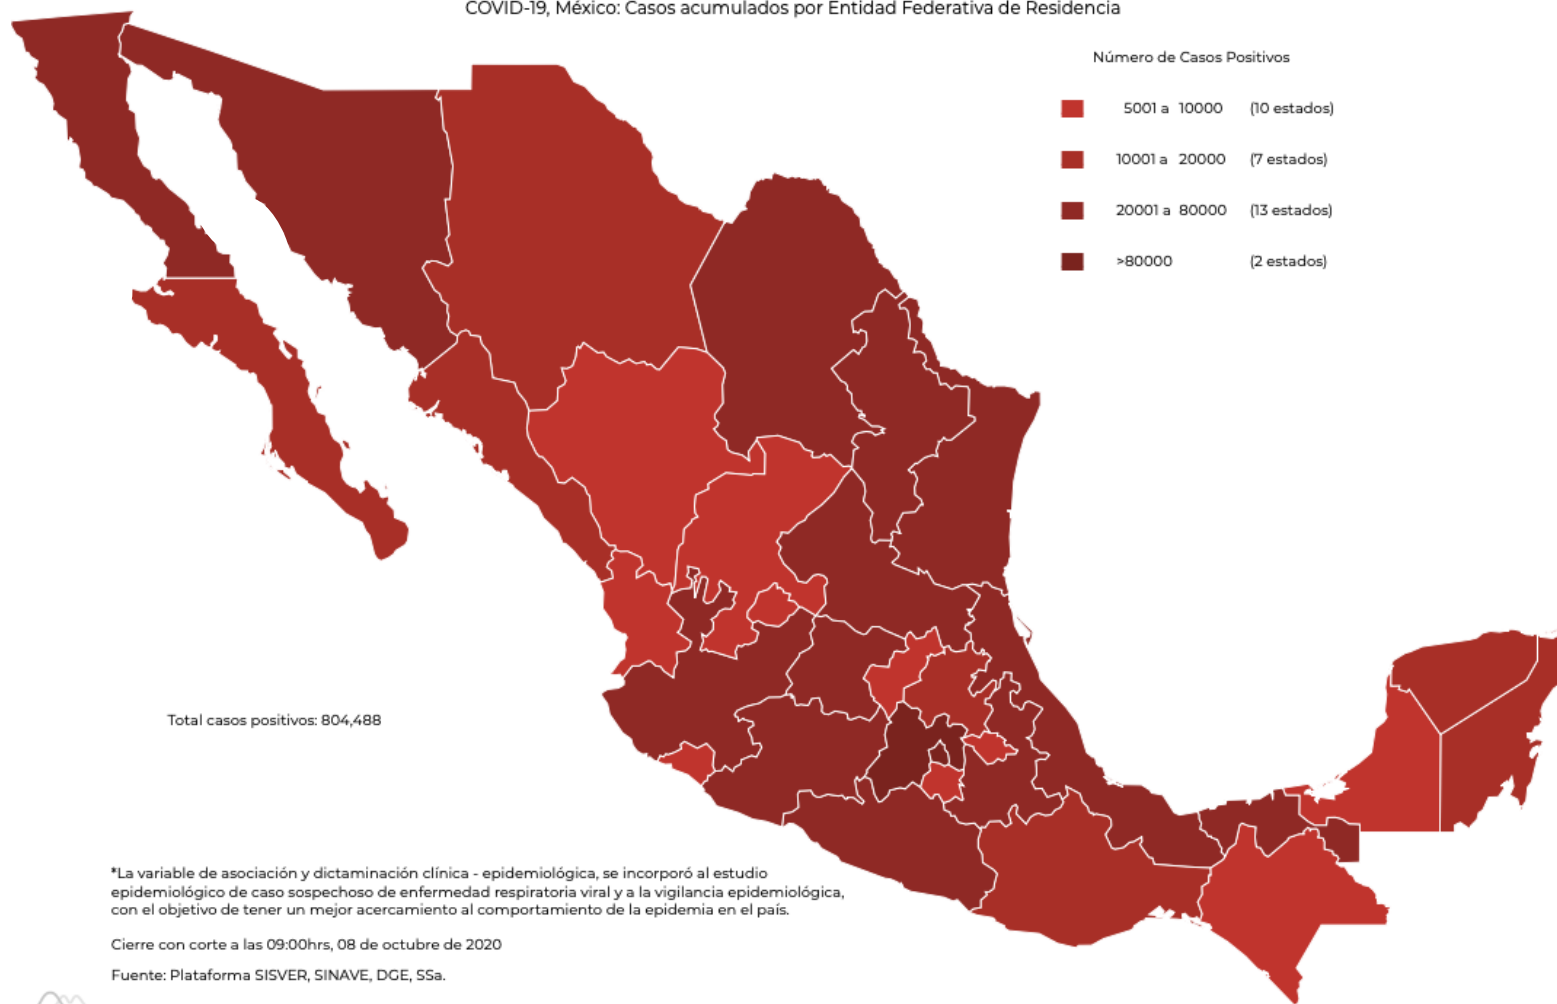 COVID-19, México: Casos acumulados por Entidad Federativa de Residencia
Número de Casos Positivos
5001 a 10000 (10 estados)
10001 a 20000 (7 estados)
20001 a 80000 (13 estados)
>80000 (2 estados)
Total casos positivos: 804,488
*La variable de asociación y dictaminación clínica - epidemiológica, se incorporó al estudio
epidemiológico de caso sospechoso de enfermedad respiratoria viral y a la vigilancia epidemiológica,
con el objetivo de tener un mejor acercamiento al comportamiento de la epidemia en el país.
Cierre con corte a las 09:00hrs, 08 de octubre de 2020
Fuente: Plataforma SISVER, SINAVE, DGE, SSa.